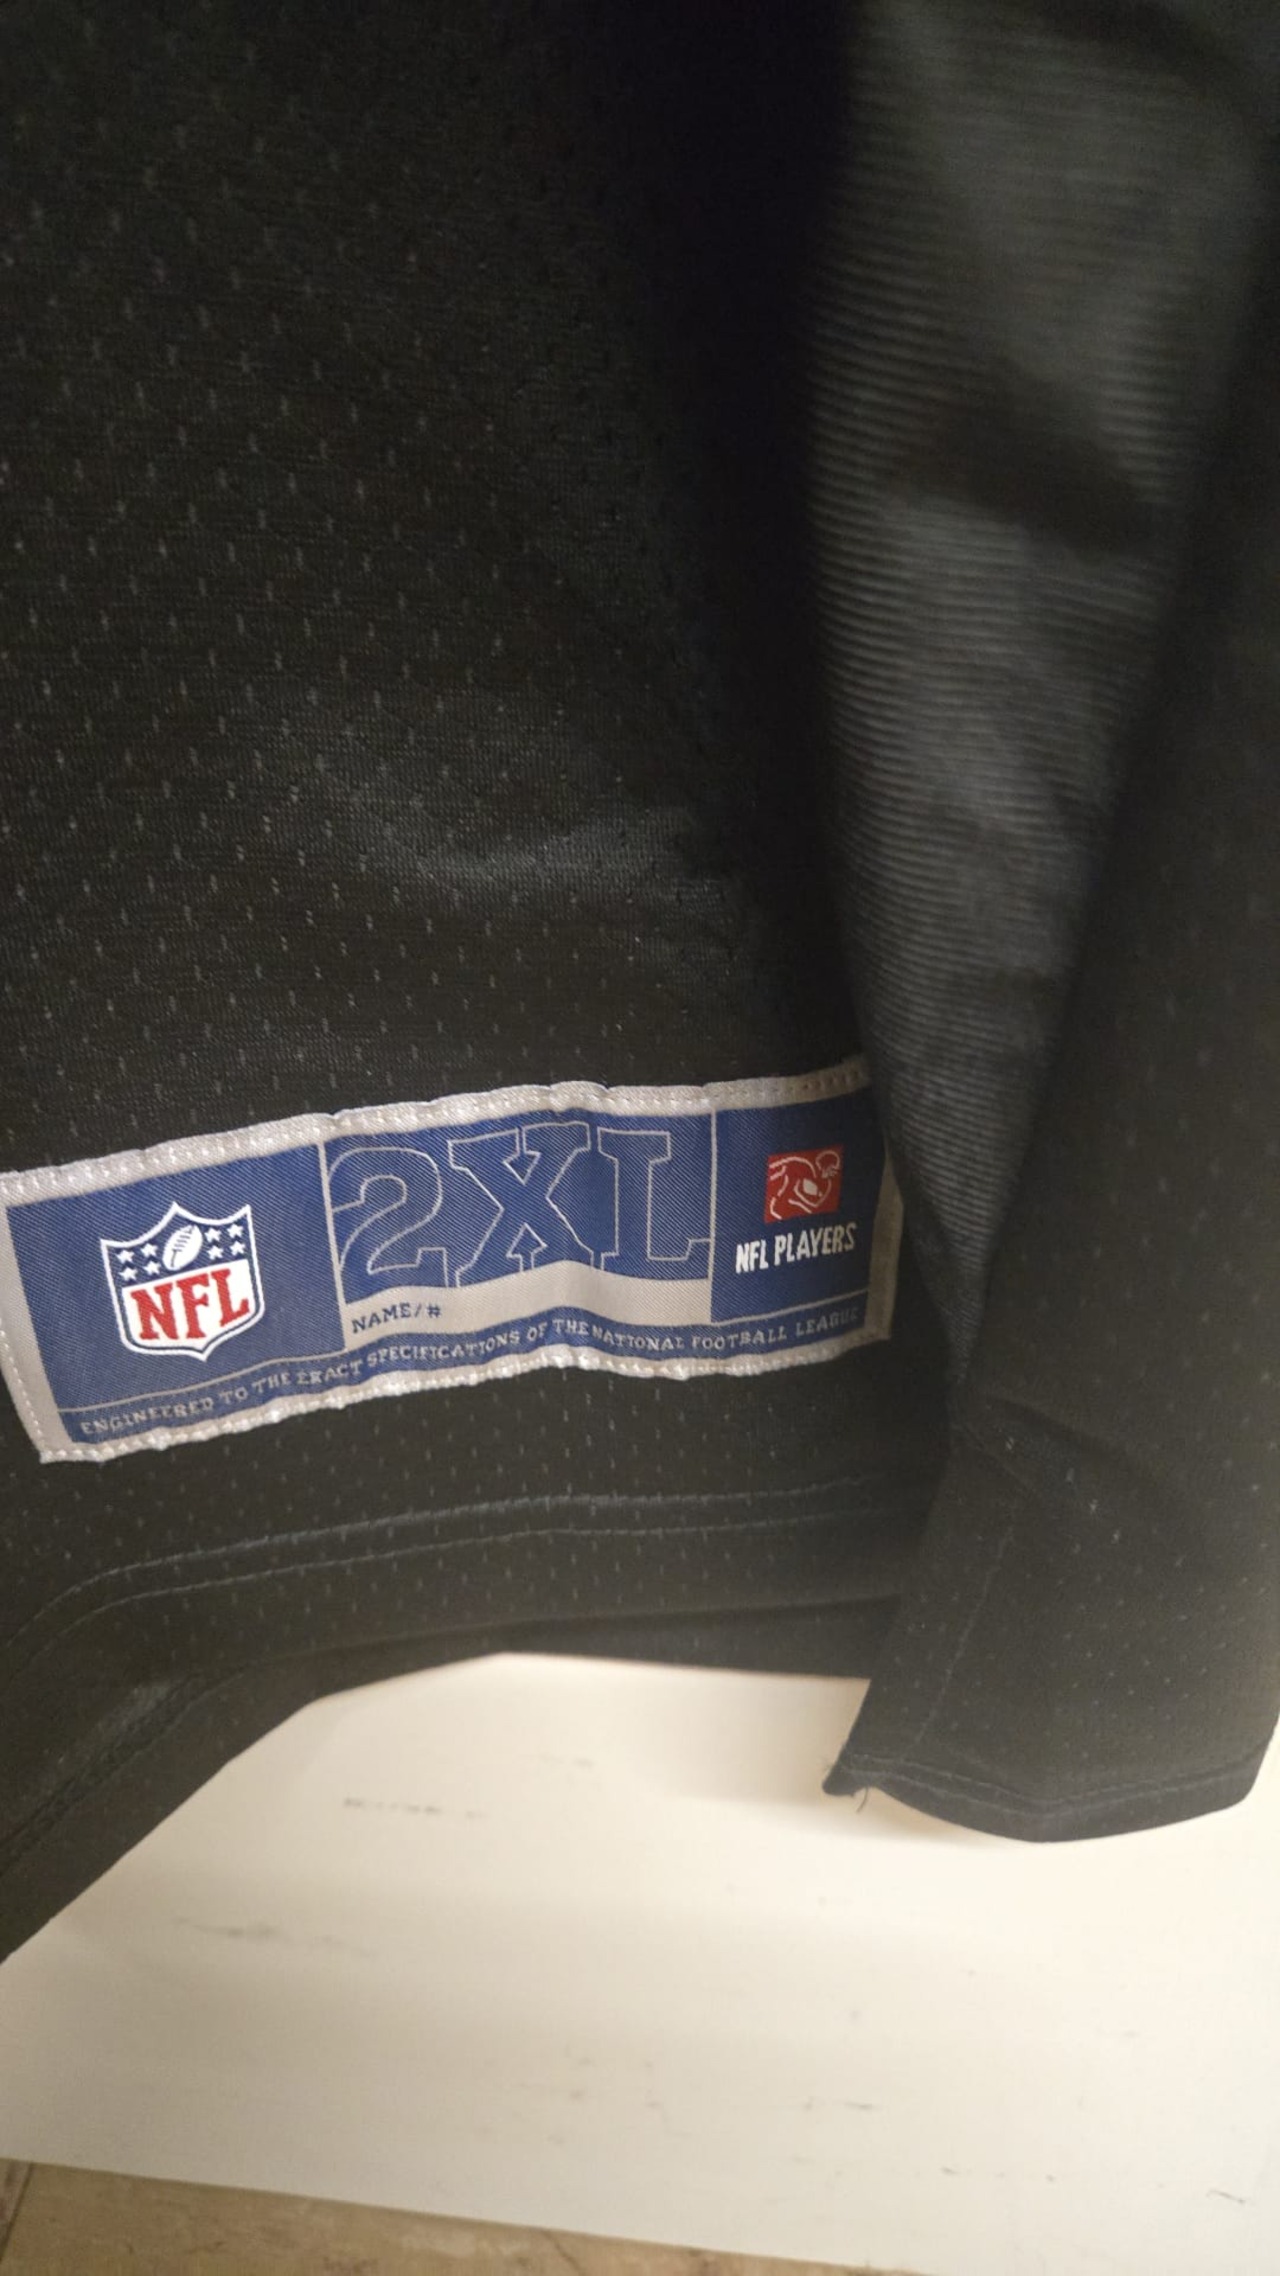 NFL
2XL
NAME/#
NFL PLAYERS
ENGINEERED TO THE EXACT SPECIFICATIONS OF THE NATIONAL FOOTBALL LEAGUE